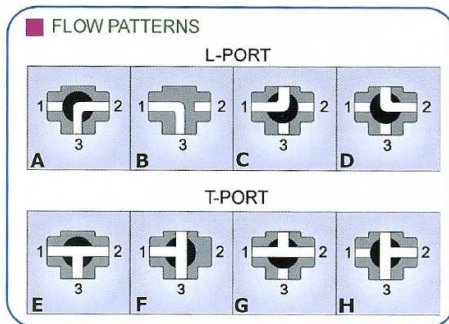 FLOW PATTERNS
L-PORT
1 2 1 2 1 2 1 2
3 3 3 3
A B C D
T-PORT
1 2 1 2 1 2 1 2
3 3 3 3
E F G H